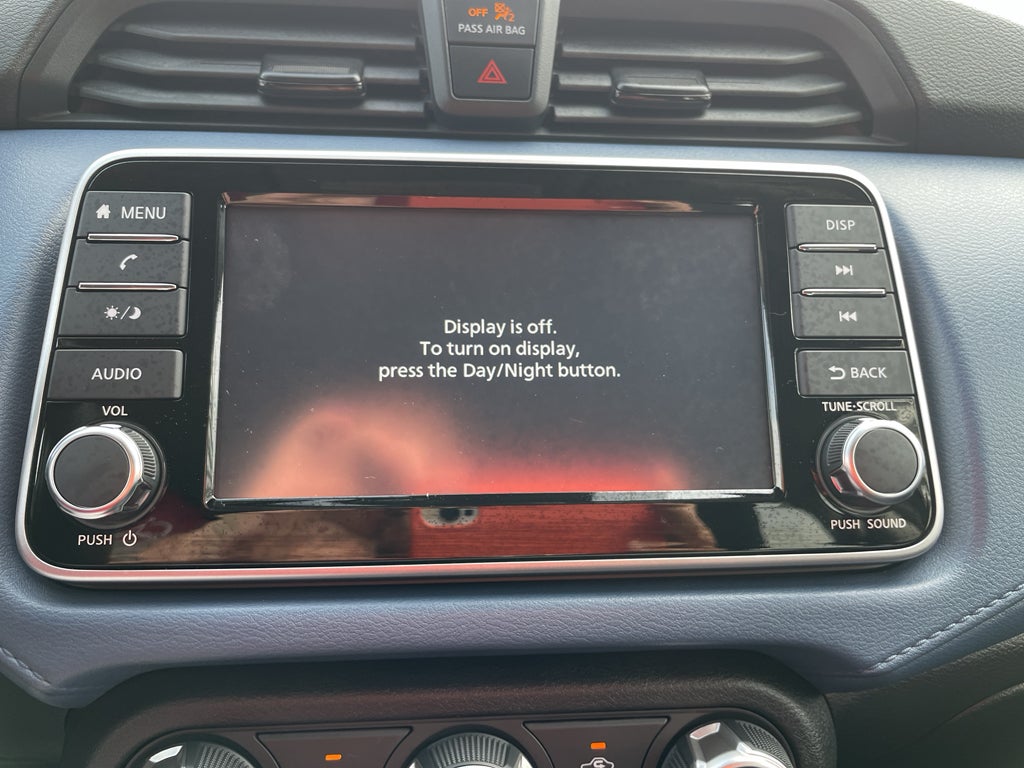 OFF 2
PASS AIR BAG
MENU
DISP
AUDIO
BACK
VOL
TUNE·SCROLL
Display is off.
To turn on display,
press the Day/Night button.
PUSH
PUSH SOUND